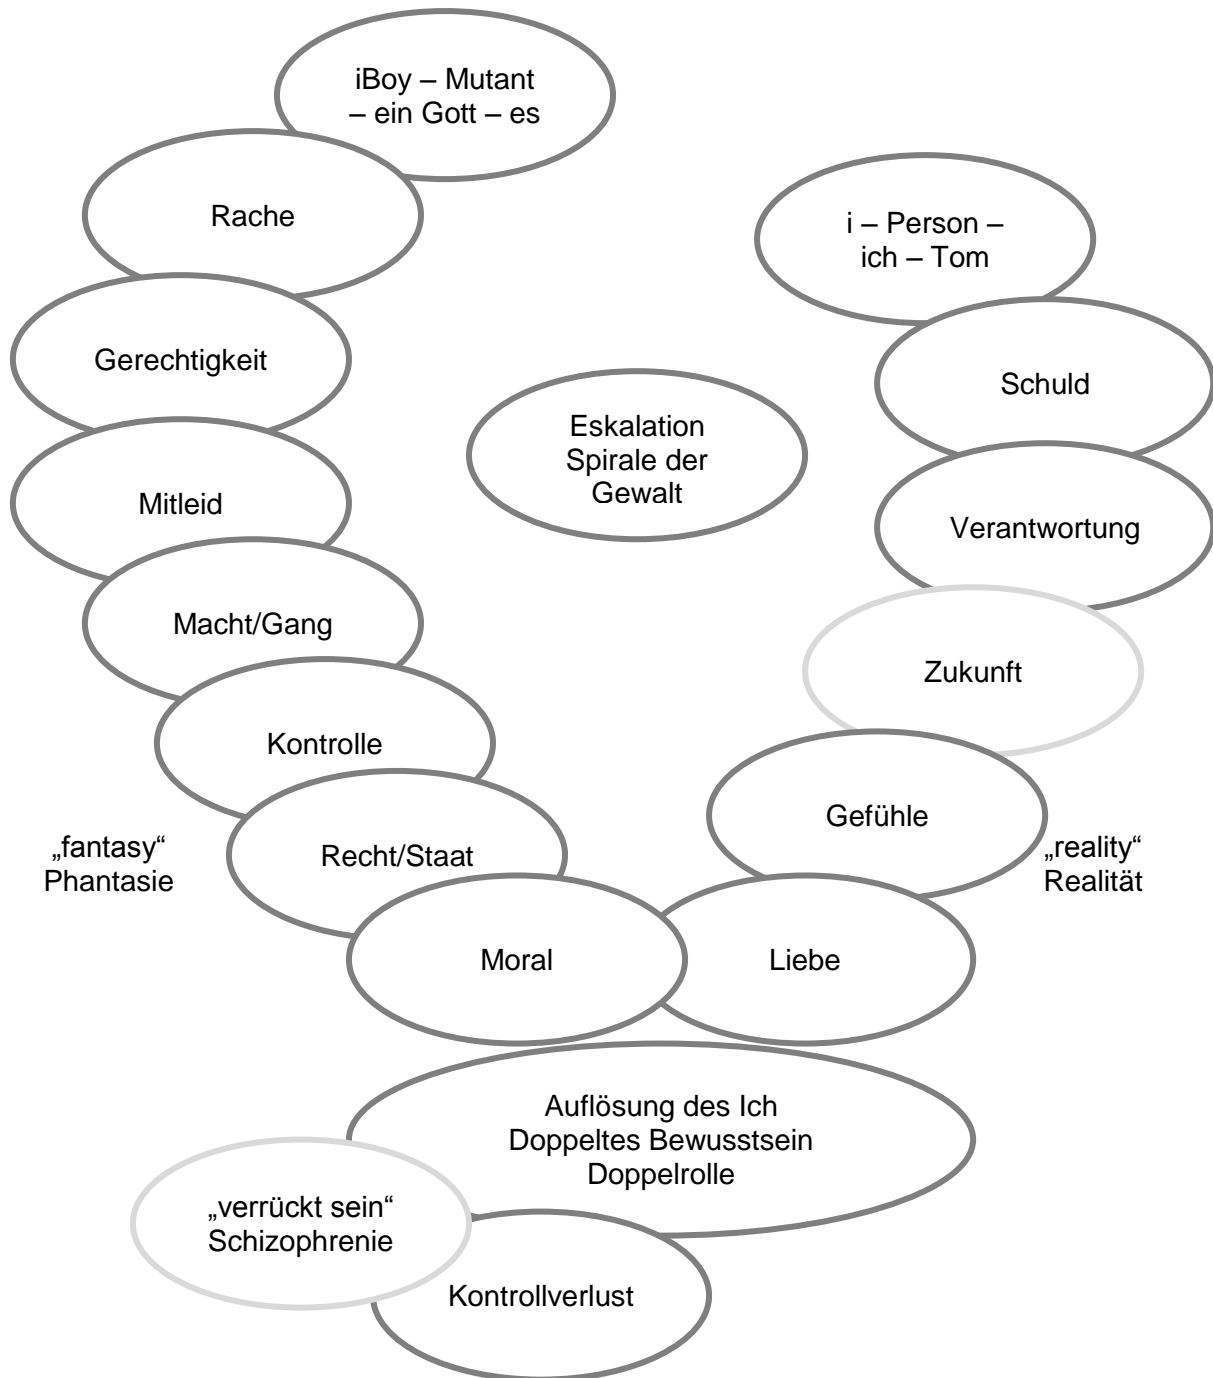 iBoy – Mutant
– ein Gott – es
Rache
i – Person –
ich – Tom
Gerechtigkeit
Schuld
Eskalation
Spirale der
Gewalt
Mitleid
Verantwortung
Macht/Gang
Zukunft
Kontrolle
Gefühle
„fantasy“
Phantasie
Recht/Staat
„reality“
Realität
Moral
Liebe
Auflösung des Ich
Doppeltes Bewusstsein
Doppelrolle
„verrückt sein“
Schizophrenie
Kontrollverlust